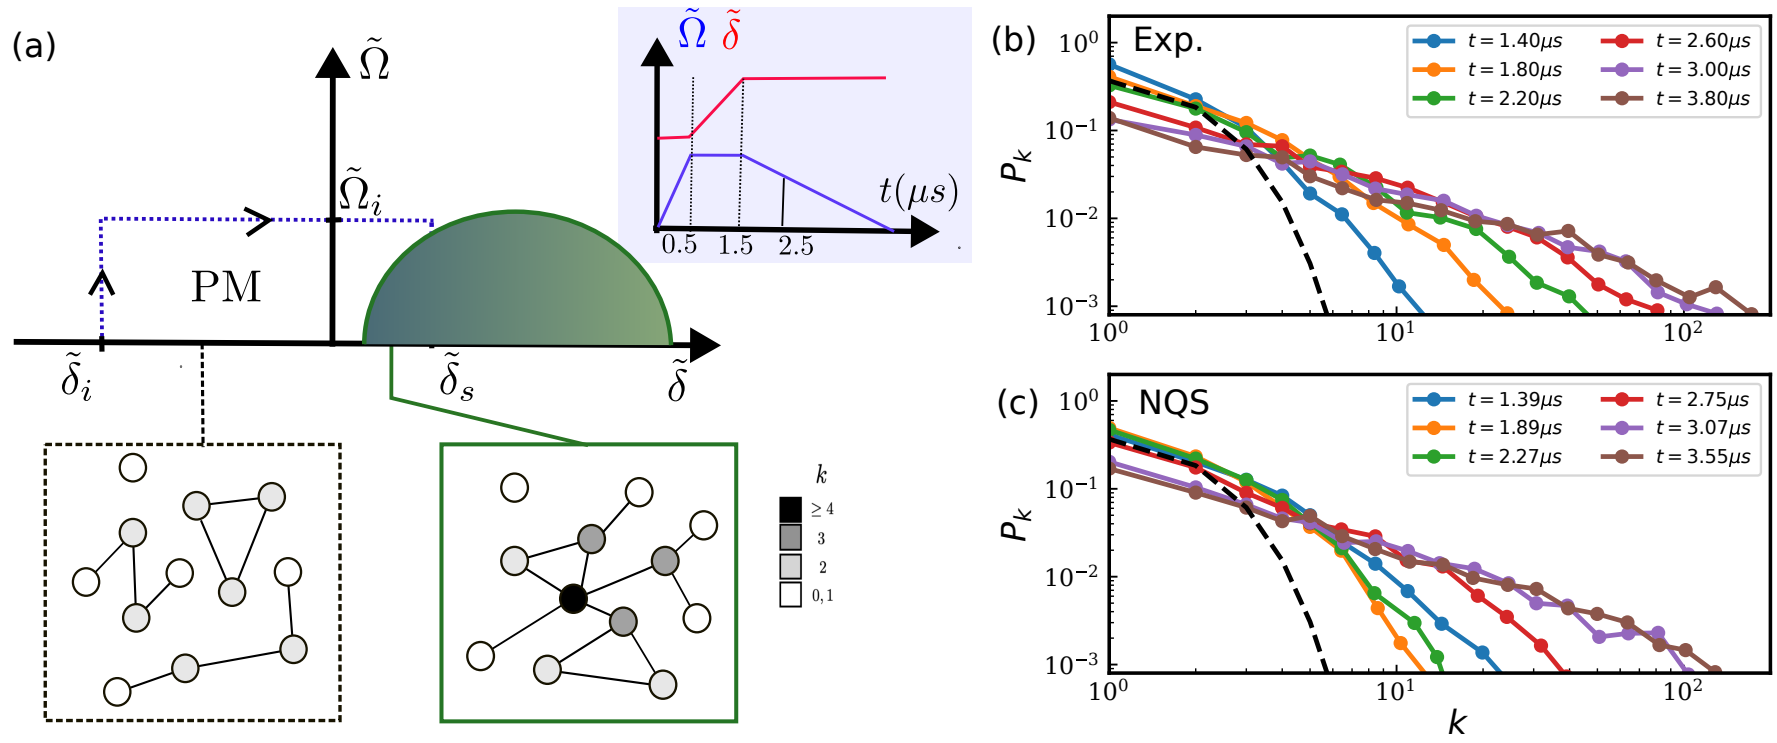 (a)
Ω̃
Ω̃ᵢ
PM
δ̃ᵢ
δ̃ₛ
δ̃
Ω̃ δ̃
t(μs)
0.5 1.5 2.5
k
≥ 4
3
2
0, 1
(b)
Exp.
t = 1.40μs
t = 1.80μs
t = 2.20μs
t = 2.60μs
t = 3.00μs
t = 3.80μs
Pₖ
10⁰
10⁻¹
10⁻²
10⁻³
10⁰ 10¹ 10²
(c)
NQS
t = 1.39μs
t = 1.89μs
t = 2.27μs
t = 2.75μs
t = 3.07μs
t = 3.55μs
Pₖ
10⁰
10⁻¹
10⁻²
10⁻³
10⁰ 10¹ 10²
k